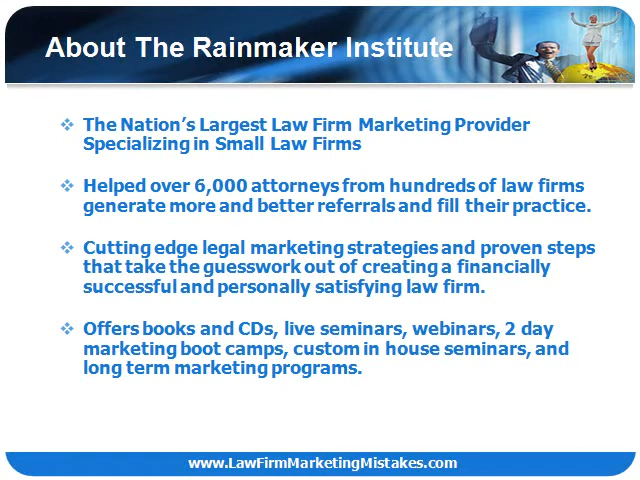 About The Rainmaker Institute
❖ The Nation’s Largest Law Firm Marketing Provider
Specializing in Small Law Firms
❖ Helped over 6,000 attorneys from hundreds of law firms
generate more and better referrals and fill their practice.
❖ Cutting edge legal marketing strategies and proven steps
that take the guesswork out of creating a financially
successful and personally satisfying law firm.
❖ Offers books and CDs, live seminars, webinars, 2 day
marketing boot camps, custom in house seminars, and
long term marketing programs.
www.LawFirmMarketingMistakes.com